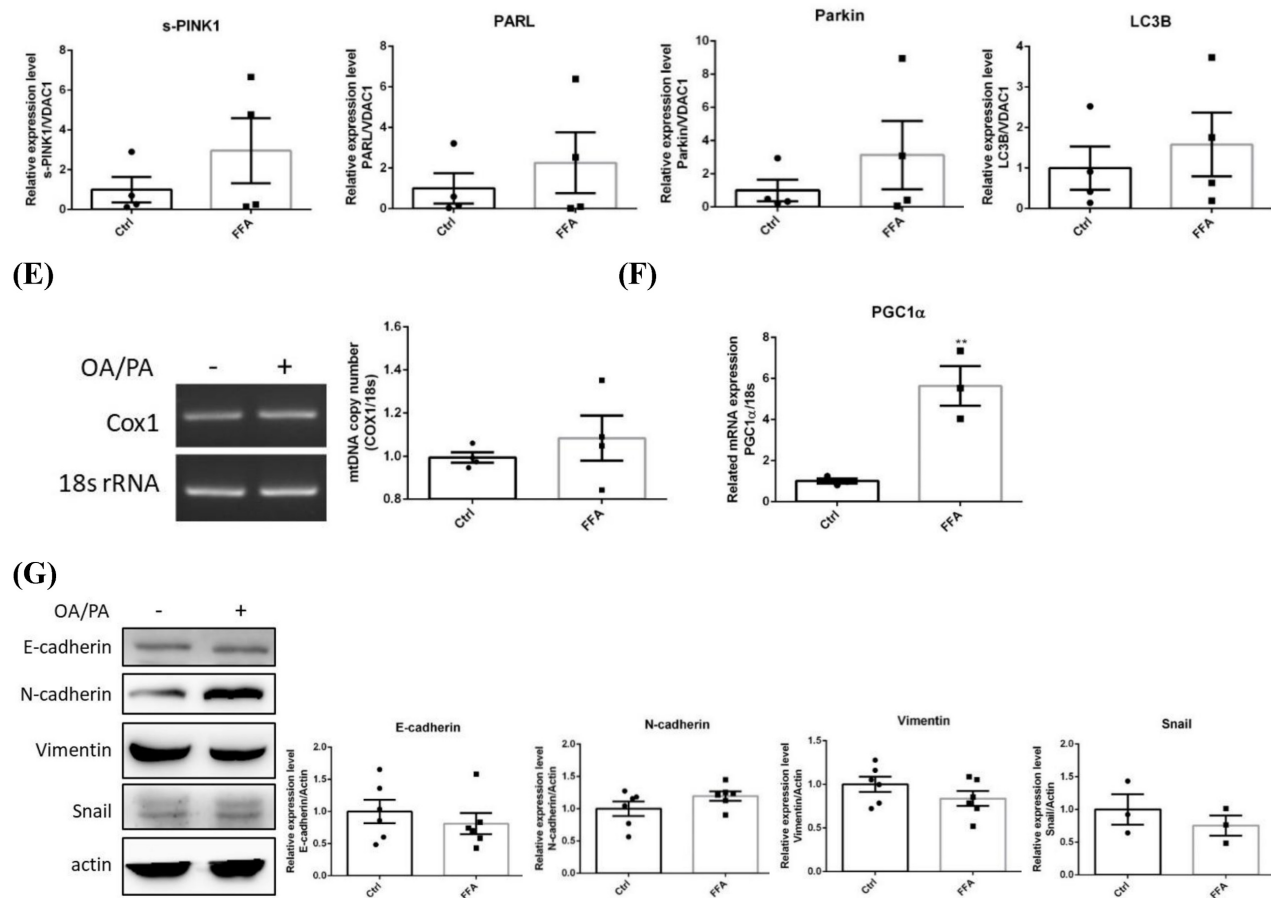 s-PINK1
Relative expression level
s-PINK1/VDAC1
8
6
4
2
0
Ctrl
FFA
PARL
Relative expression level
PARL/VDAC1
8
6
4
2
0
Ctrl
FFA
Parkin
Relative expression level
Parkin/VDAC1
10
8
6
4
2
0
Ctrl
FFA
LC3B
Relative expression level
LC3B/VDAC1
4
3
2
1
0
Ctrl
FFA
(E)
OA/PA - +
Cox1
18s rRNA
mtDNA copy number
(COX1/18s)
1.6
1.4
1.2
1.0
0.8
Ctrl
FFA
(F)
PGC1α
Related mRNA expression
PGC1α/18s
8
6
4
2
0
**
Ctrl
FFA
(G)
OA/PA - +
E-cadherin
N-cadherin
Vimentin
Snail
actin
E-cadherin
Relative expression level
E-cadherin/Actin
2.0
1.5
1.0
0.5
0.0
Ctrl
FFA
N-cadherin
Relative expression level
N-cadherin/Actin
2.0
1.5
1.0
0.5
0.0
Ctrl
FFA
Vimentin
Relative expression level
Vimentin/Actin
1.5
1.0
0.5
0.0
Ctrl
FFA
Snail
Relative expression level
Snail/Actin
2.0
1.5
1.0
0.5
0.0
Ctrl
FFA